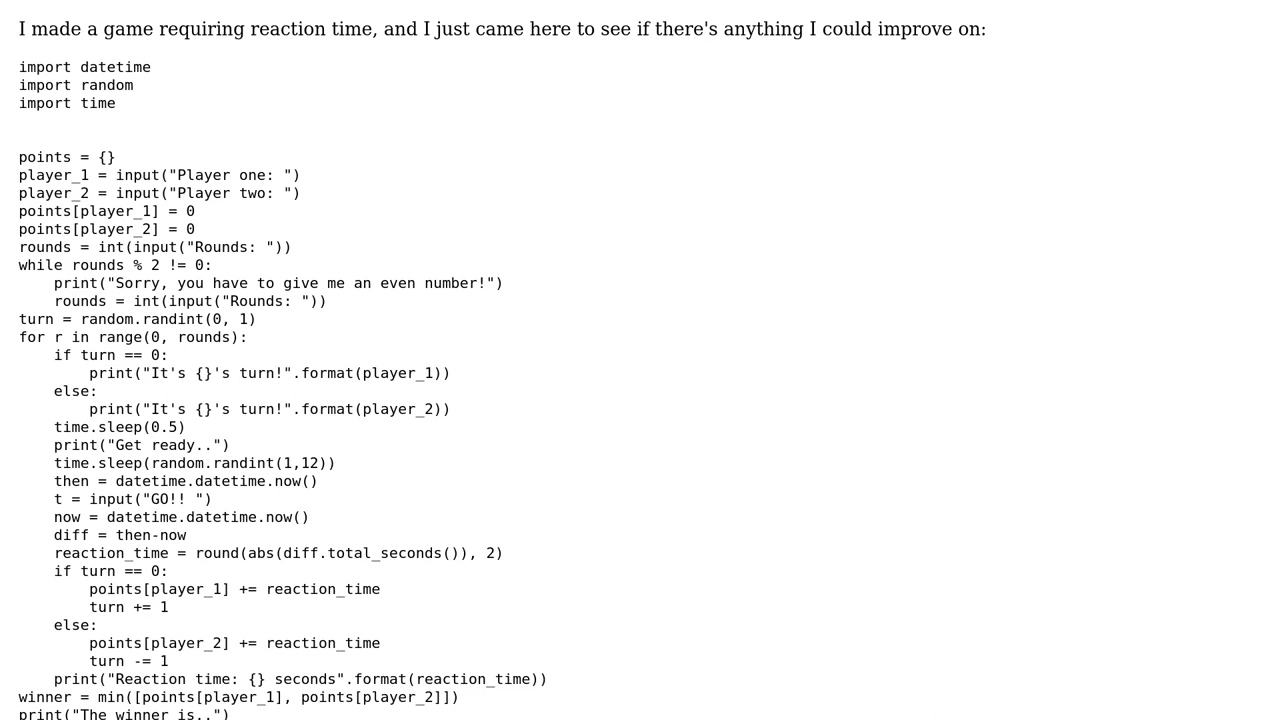 I made a game requiring reaction time, and I just came here to see if there's anything I could improve on:
import datetime
import random
import time
points = {}
player_1 = input("Player one: ")
player_2 = input("Player two: ")
points[player_1] = 0
points[player_2] = 0
rounds = int(input("Rounds: "))
while rounds % 2 != 0:
    print("Sorry, you have to give me an even number!")
    rounds = int(input("Rounds: "))
turn = random.randint(0, 1)
for r in range(0, rounds):
    if turn == 0:
        print("It's {}'s turn!".format(player_1))
    else:
        print("It's {}'s turn!".format(player_2))
    time.sleep(0.5)
    print("Get ready..")
    time.sleep(random.randint(1,12))
    then = datetime.datetime.now()
    t = input("GO!! ")
    now = datetime.datetime.now()
    diff = then-now
    reaction_time = round(abs(diff.total_seconds()), 2)
    if turn == 0:
        points[player_1] += reaction_time
        turn += 1
    else:
        points[player_2] += reaction_time
        turn -= 1
    print("Reaction time: {} seconds".format(reaction_time))
winner = min([points[player_1], points[player_2]])
print("The winner is..")